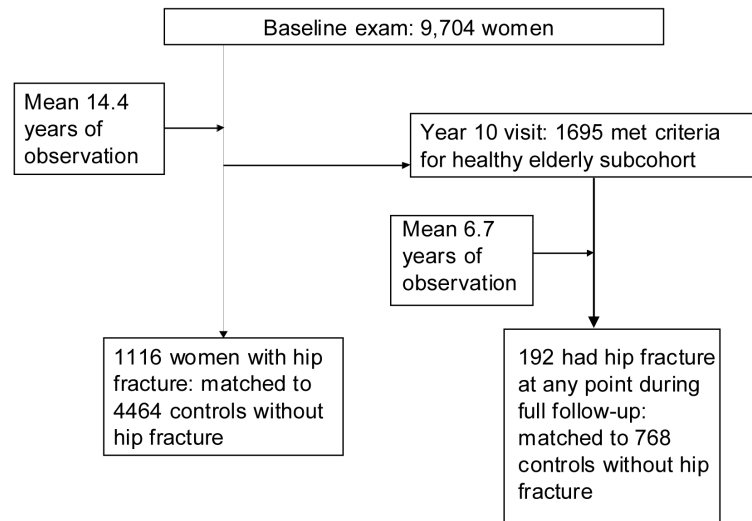 Baseline exam: 9,704 women
Mean 14.4
years of
observation
Year 10 visit: 1695 met criteria
for healthy elderly subcohort
Mean 6.7
years of
observation
1116 women with hip
fracture: matched to
4464 controls without
hip fracture
192 had hip fracture
at any point during
full follow-up:
matched to 768
controls without hip
fracture